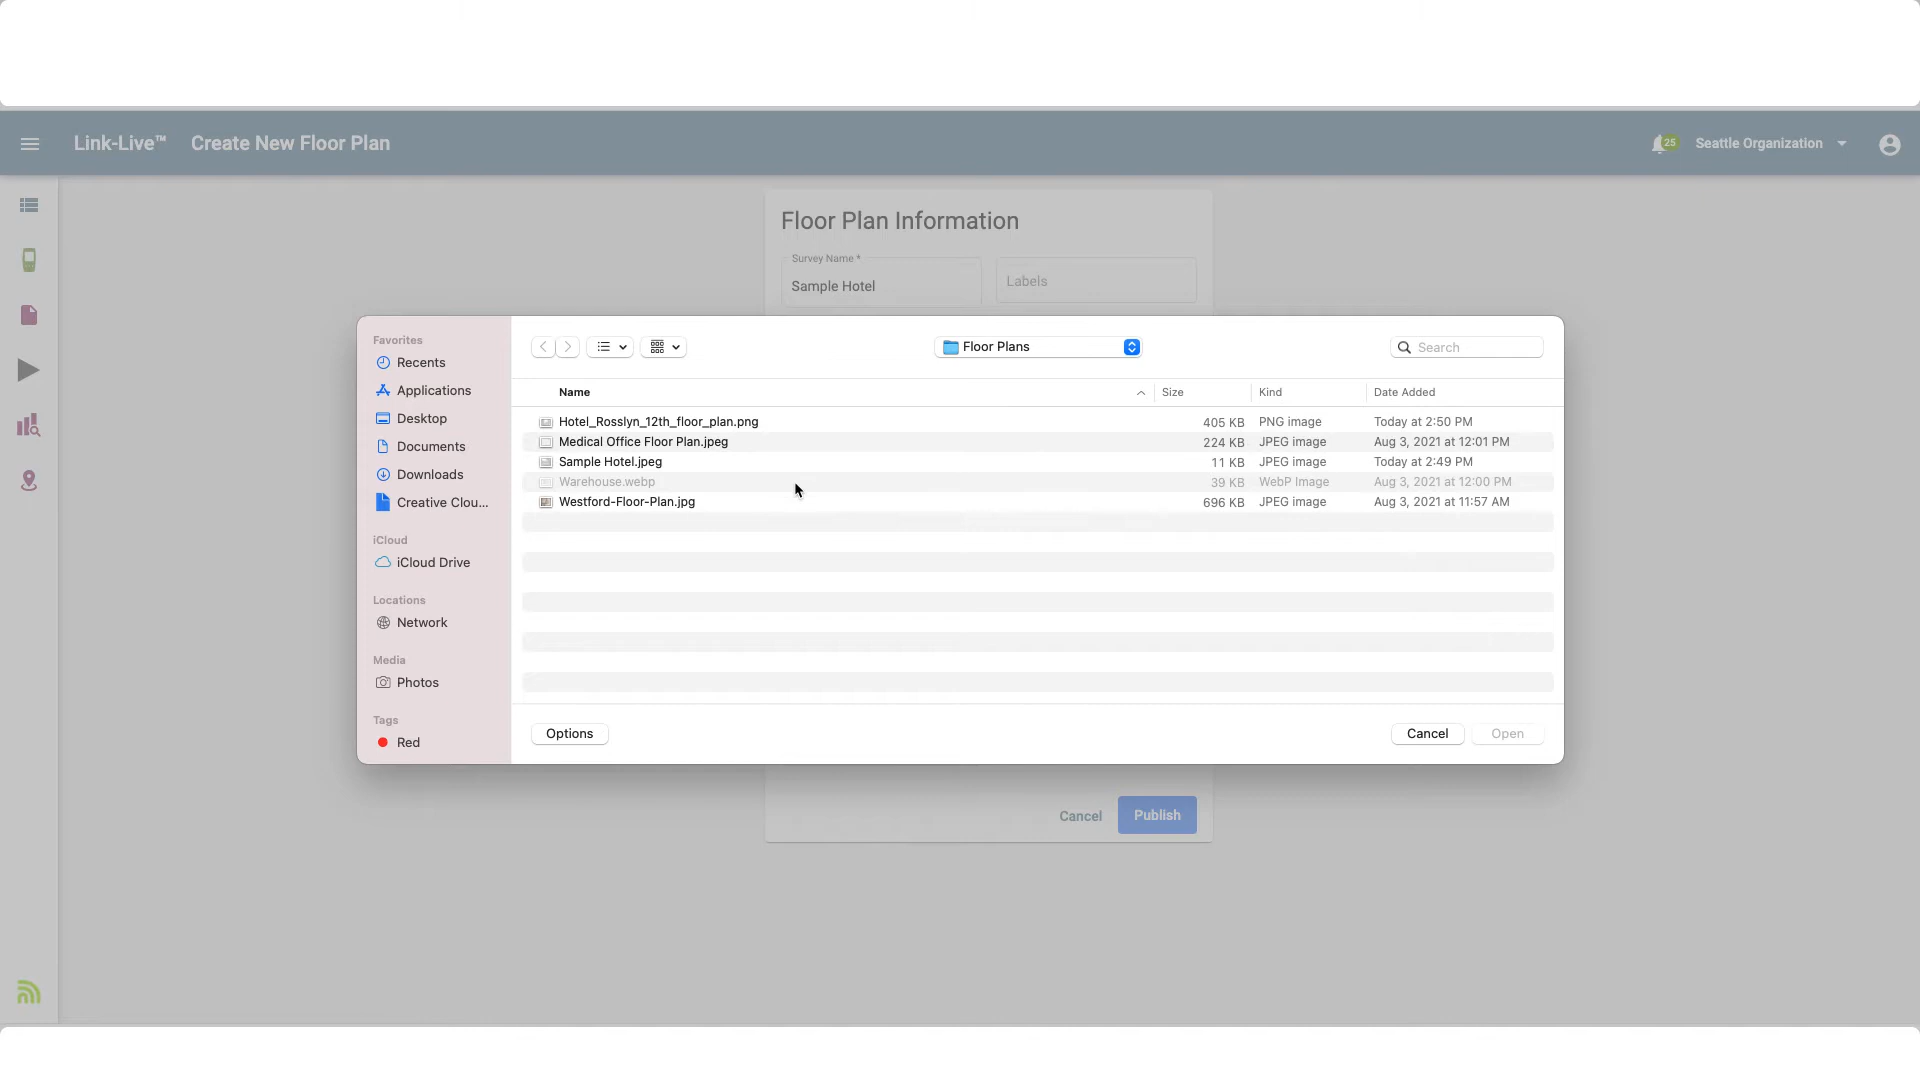 Link-Live™ Create New Floor Plan 25 Seattle Organization
Floor Plan Information
Survey Name *
Sample Hotel
Labels
Favorites
Recents
Applications
Desktop
Documents
Downloads
Creative Clou...
iCloud
iCloud Drive
Locations
Network
Media
Photos
Tags
Red
Floor Plans
Search
Name Size Kind Date Added
Hotel_Rosslyn_12th_floor_plan.png 405 KB PNG image Today at 2:50 PM
Medical Office Floor Plan.jpeg 224 KB JPEG image Aug 3, 2021 at 12:01 PM
Sample Hotel.jpeg 11 KB JPEG image Today at 2:49 PM
Warehouse.webp 39 KB WebP Image Aug 3, 2021 at 12:00 PM
Westford-Floor-Plan.jpg 696 KB JPEG image Aug 3, 2021 at 11:57 AM
Options Cancel Open
Cancel Publish